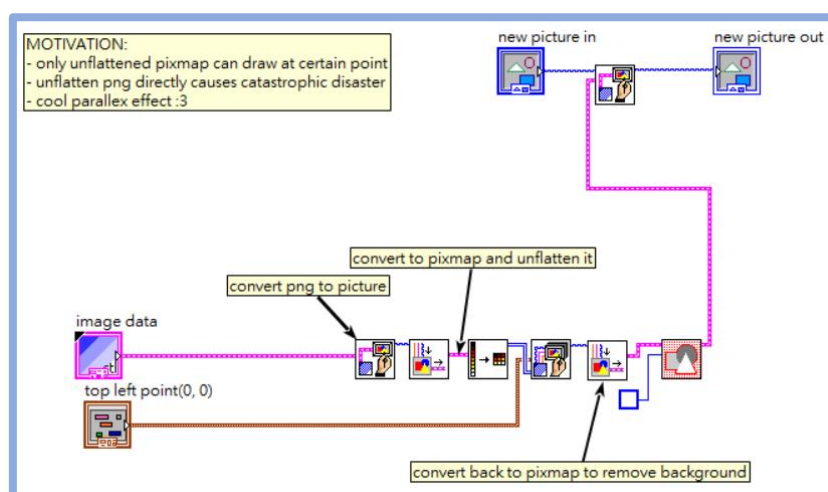 MOTIVATION:
- only unflattened pixmap can draw at certain point
- unflatten png directly causes catastrophic disaster
- cool parallex effect :3
new picture in
new picture out
convert to pixmap and unflatten it
convert png to picture
image data
top left point(0, 0)
convert back to pixmap to remove background